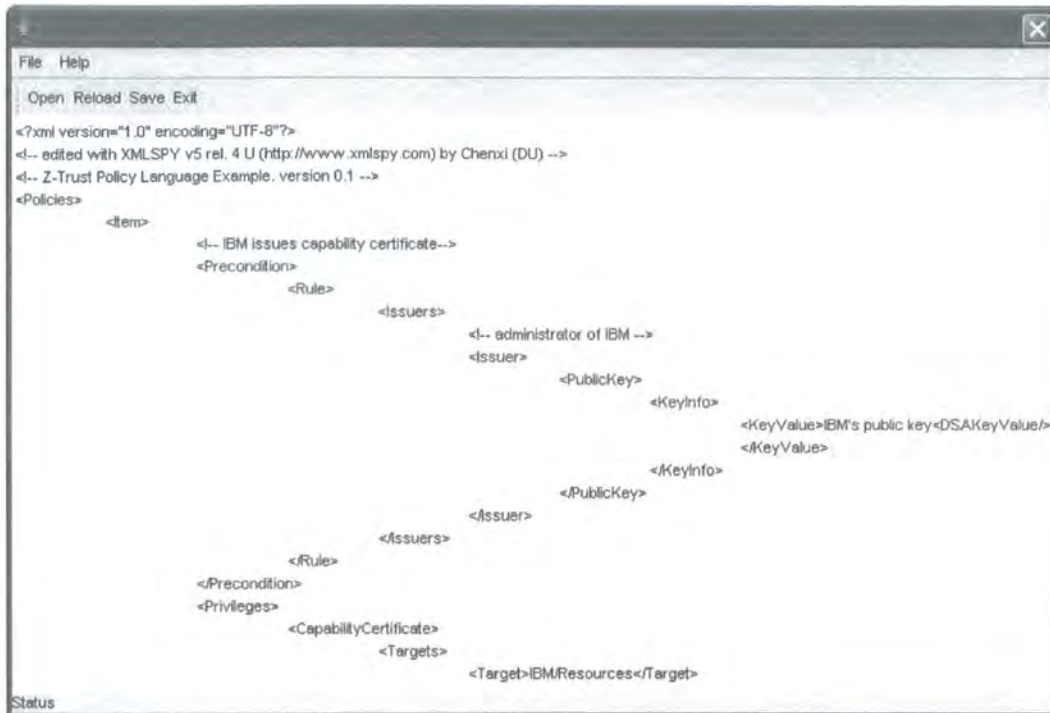 File Help
Open Reload Save Exit
<?xml version="1.0" encoding="UTF-8"?>
<!-- edited with XMLSPY v5 rel. 4 U (http://www.xmlspy.com) by Chenxi (DU) -->
<!-- Z-Trust Policy Language Example. version 0.1 -->
<Policies>
<Item>
<!-- IBM issues capability certificate-->
<Precondition>
<Rule>
<Issuers>
<!-- administrator of IBM -->
<Issuer>
<PublicKey>
<KeyInfo>
<KeyValue>IBM's public key<DSAKeyValue/>
</KeyValue>
</KeyInfo>
</PublicKey>
</Issuer>
</Issuers>
</Rule>
</Precondition>
<Privileges>
<CapabilityCertificate>
<Targets>
<Target>IBM/Resources</Target>
Status